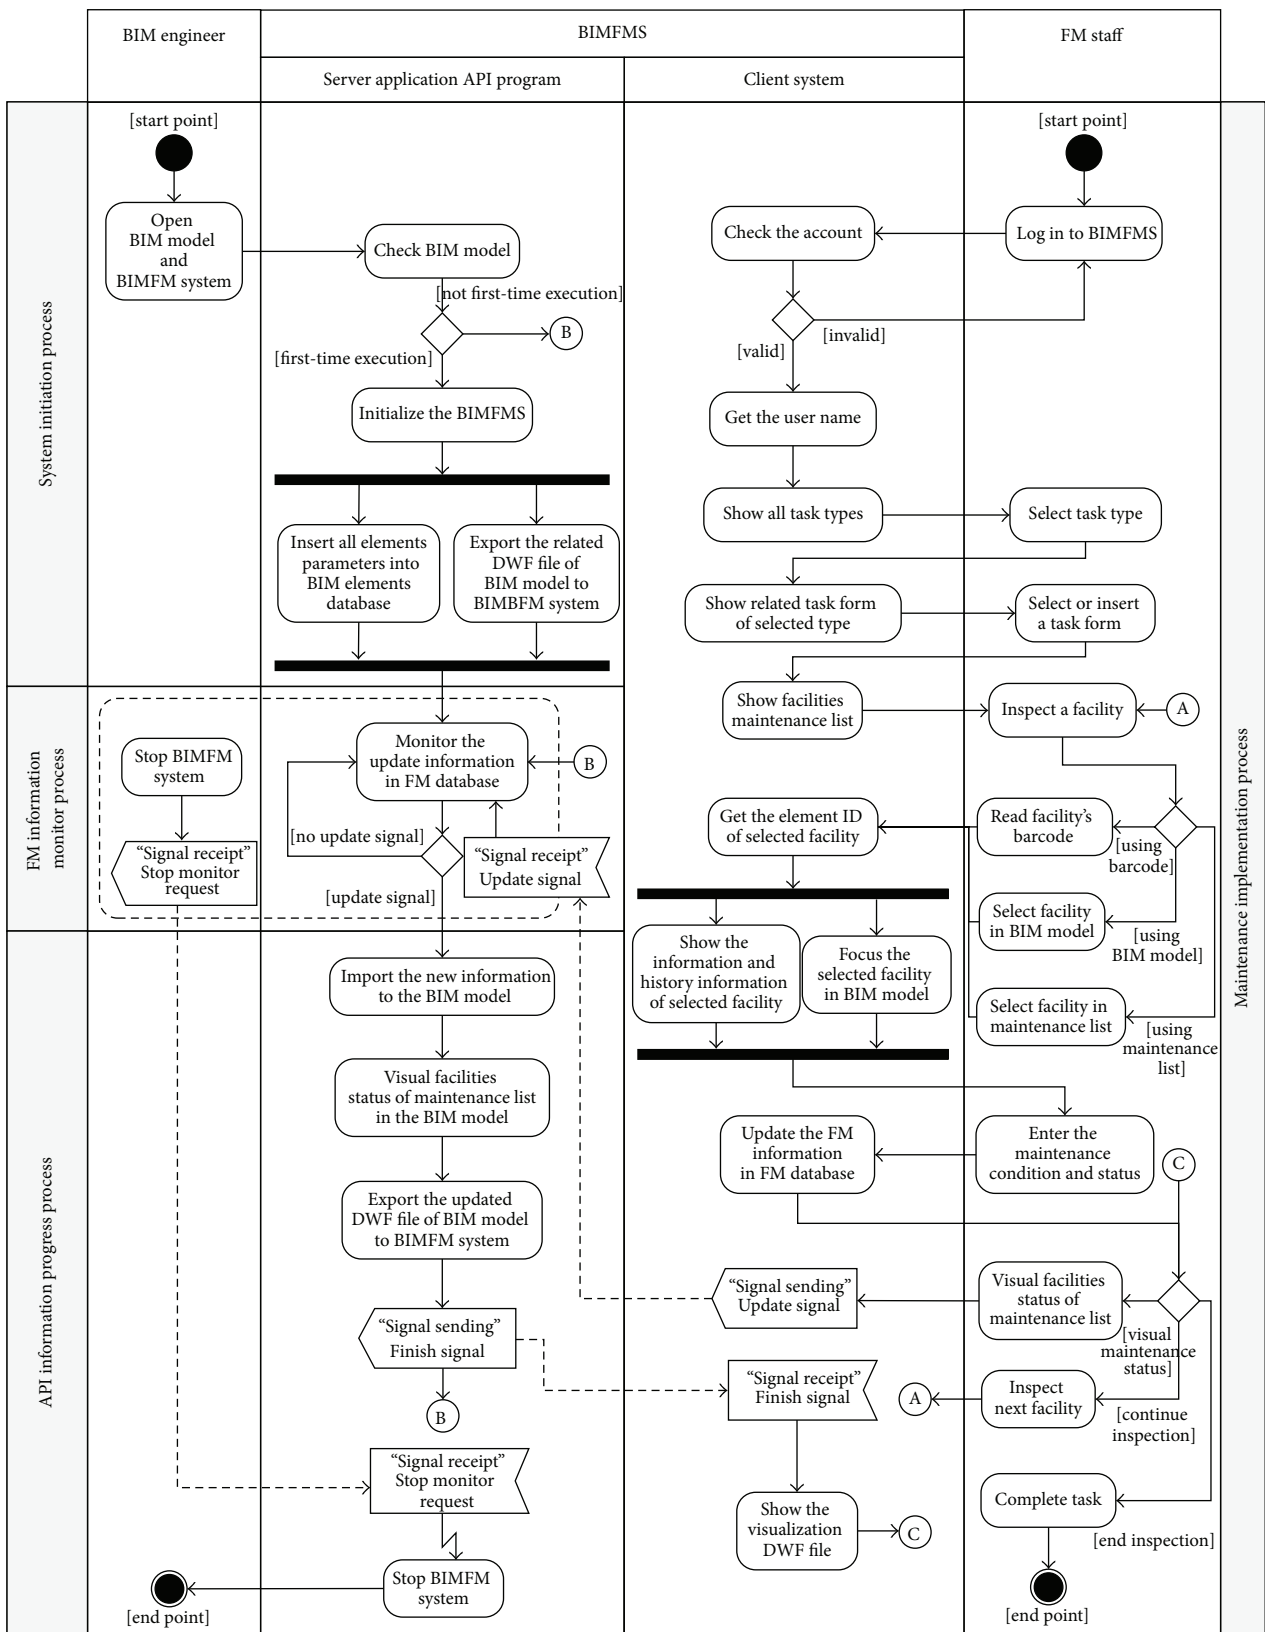 BIM engineer
BIMFMS
FM staff
Server application API program
Client system
System initiation process
FM information
monitor process
API information progress process
Maintenance implementation process
[start point]
Open
BIM model
and
BIMFM system
Check BIM model
[not first-time execution]
B
[first-time execution]
Initialize the BIMFMS
Insert all elements
parameters into
BIM elements
database
Export the related
DWF file of
BIM model to
BIMBFM system
[start point]
Log in to BIMFMS
Check the account
[invalid]
[valid]
Get the user name
Show all task types
Select task type
Show related task form
of selected type
Select or insert
a task form
Show facilities
maintenance list
Inspect a facility
A
Stop BIMFM
system
"Signal receipt"
Stop monitor
request
Monitor the
update information
in FM database
B
[no update signal]
"Signal receipt"
Update signal
[update signal]
Get the element ID
of selected facility
Read facility's
barcode
[using
barcode]
Select facility
in BIM model
[using
BIM model]
Select facility in
maintenance list
[using
maintenance
list]
Show the
information and
history information
of selected facility
Focus the
selected facility
in BIM model
Import the new information
to the BIM model
Visual facilities
status of maintenance list
in the BIM model
Export the updated
DWF file of BIM model
to BIMFM system
"Signal sending"
Finish signal
B
"Signal receipt"
Stop monitor
request
Stop BIMFM
system
[end point]
Update the FM
information
in FM database
Enter the
maintenance
condition and status
C
"Signal sending"
Update signal
Visual facilities
status of
maintenance list
[visual
maintenance
status]
"Signal receipt"
Finish signal
A
Inspect
next facility
[continue
inspection]
Show the
visualization
DWF file
C
Complete task
[end inspection]
[end point]